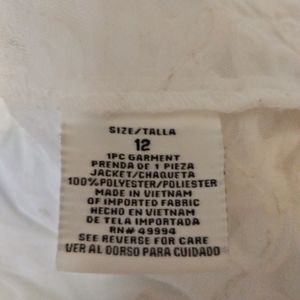 SIZE/TALLA
12
1PC GARMENT
PRENDA DE 1 PIEZA
JACKET/CHAQUETA
100%POLYESTER/POLIESTER
MADE IN VIETNAM
OF IMPORTED FABRIC
HECHO EN VIETNAM
DE TELA IMPORTADA
RN# 49994
SEE REVERSE FOR CARE
VER AL DORSO PARA CUIDADO